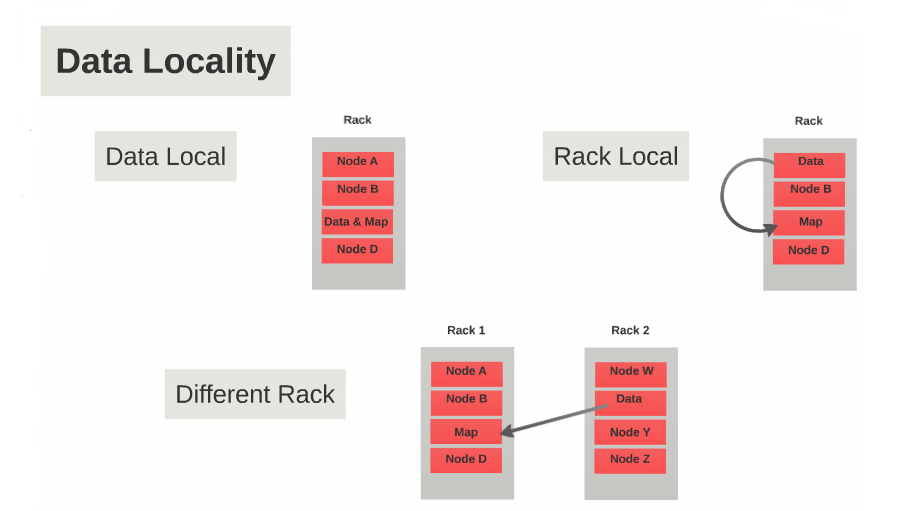 Data Locality
Data Local
Rack
Node A
Node B
Data & Map
Node D
Rack Local
Rack
Data
Node B
Map
Node D
Different Rack
Rack 1
Node A
Node B
Map
Node D
Rack 2
Node W
Data
Node Y
Node Z